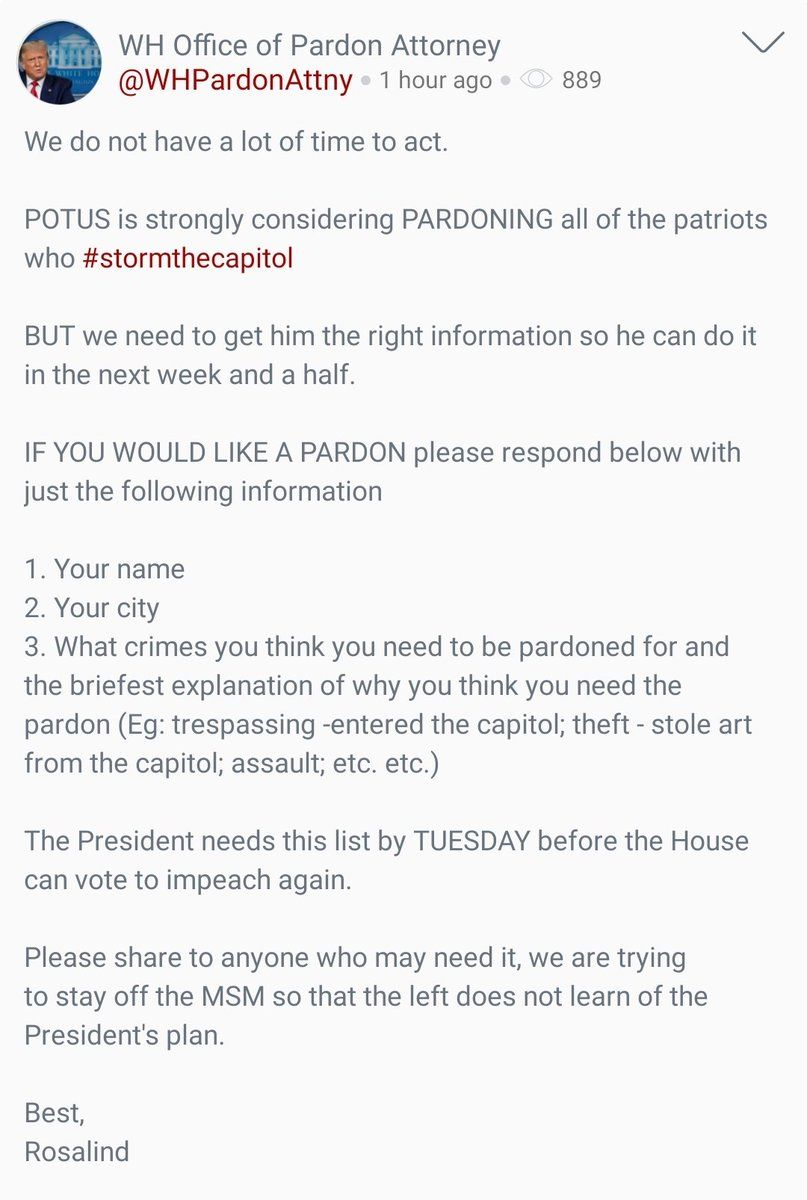 WH Office of Pardon Attorney
@WHPardonAttny • 1 hour ago • 889
We do not have a lot of time to act.
POTUS is strongly considering PARDONING all of the patriots
who #stormthecapitol
BUT we need to get him the right information so he can do it
in the next week and a half.
IF YOU WOULD LIKE A PARDON please respond below with
just the following information
1. Your name
2. Your city
3. What crimes you think you need to be pardoned for and
the briefest explanation of why you think you need the
pardon (Eg: trespassing -entered the capitol; theft - stole art
from the capitol; assault; etc. etc.)
The President needs this list by TUESDAY before the House
can vote to impeach again.
Please share to anyone who may need it, we are trying
to stay off the MSM so that the left does not learn of the
President's plan.
Best,
Rosalind